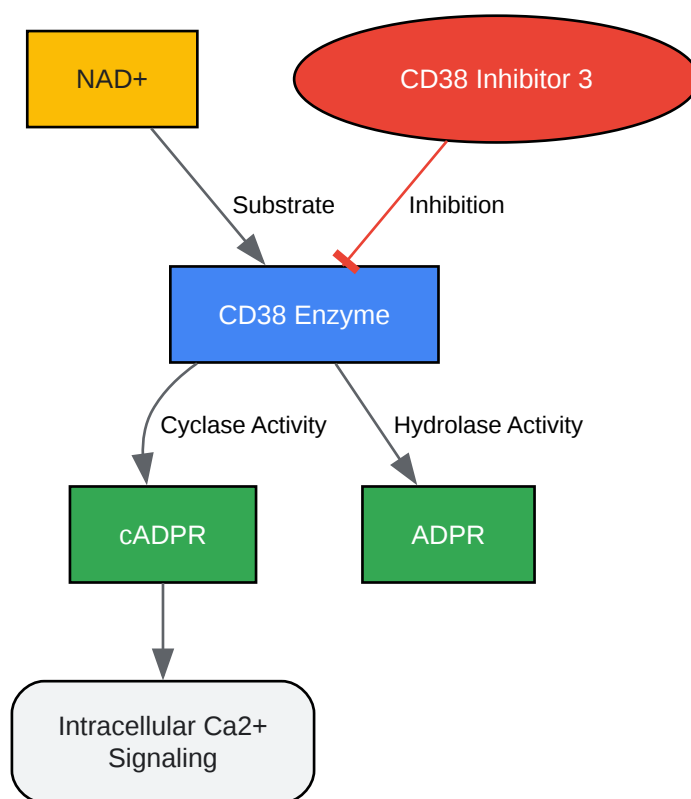 NAD+
CD38 Inhibitor 3
Substrate
Inhibition
CD38 Enzyme
Cyclase Activity
Hydrolase Activity
cADPR
ADPR
Intracellular Ca2+
Signaling